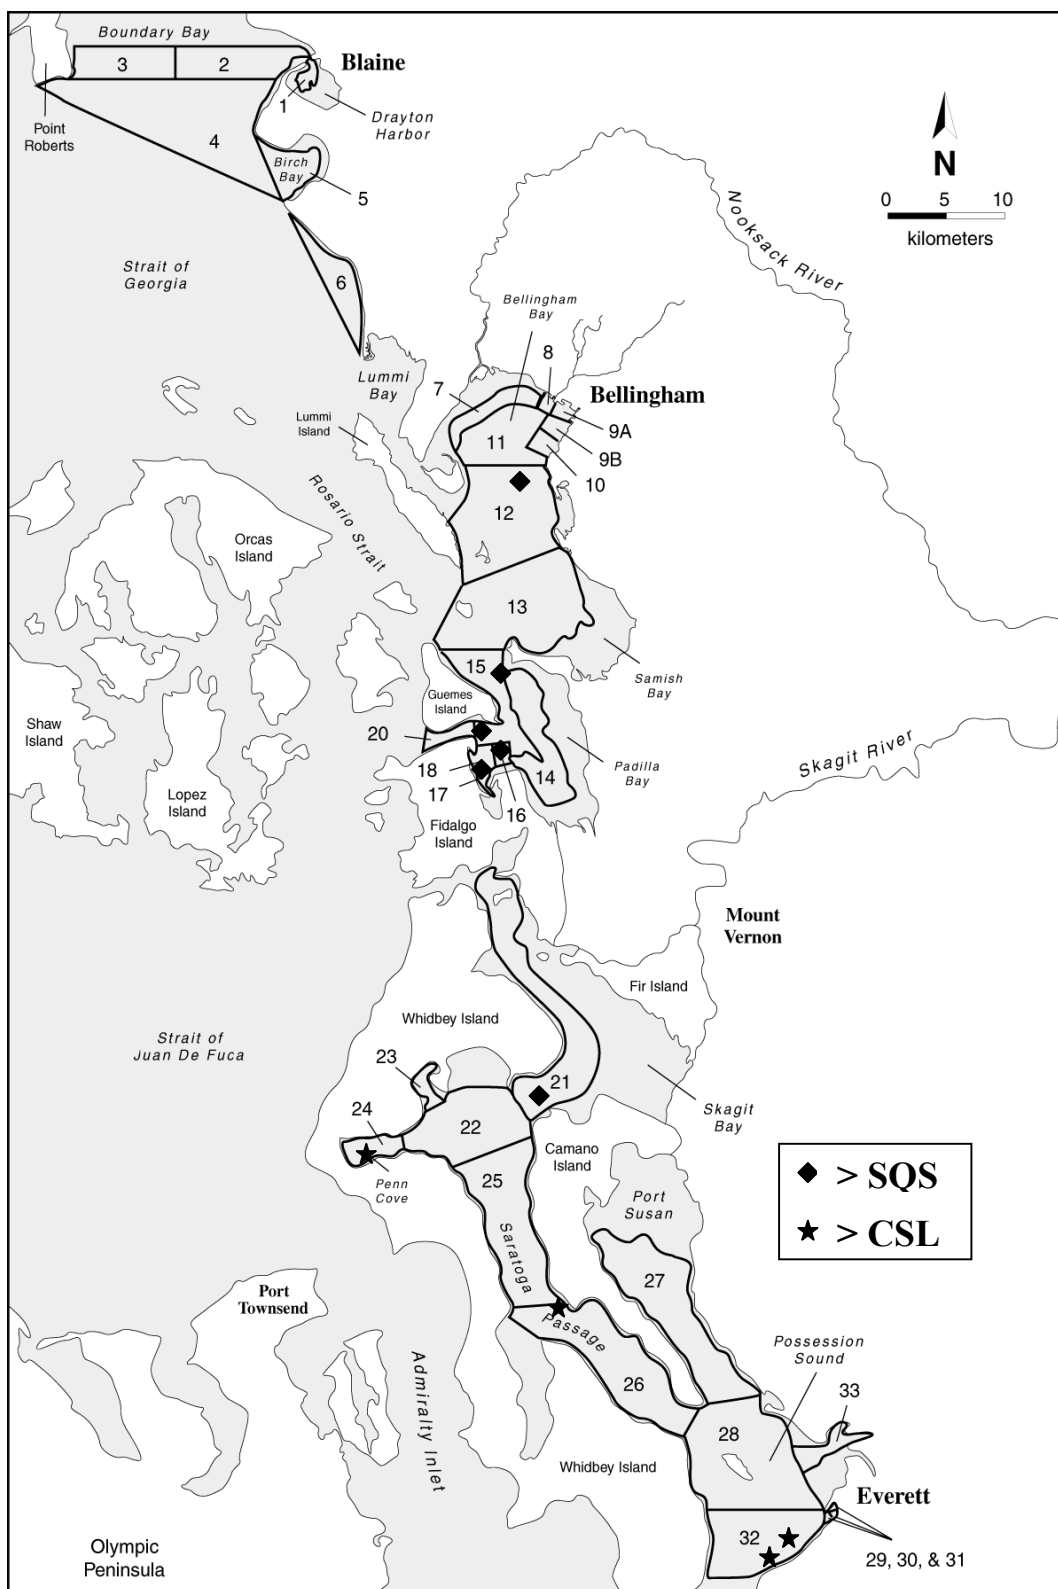 Boundary Bay
3
2
Blaine
1
Drayton
Harbor
Point
Roberts
4
Birch
Bay
5
N
0
5
10
kilometers
Nooksack River
Strait of
Georgia
6
Bellingham
Bay
8
Lummi
Bay
7
Bellingham
Lummi
Island
9A
11
9B
10
Rosario Strait
12
Orcas
Island
13
15
Samish
Bay
Guemes
Island
Shaw
Island
20
Skagit River
18
Padilla
Bay
14
17
Lopez
Island
16
Fidalgo
Island
Mount
Vernon
Fir Island
Whidbey Island
Strait of
Juan De Fuca
23
21
24
Skagit
Bay
22
Camano
Island
> SQS
25
Penn
Cove
Port
Susan
> CSL
Saratoga
Passage
27
Port
Townsend
Possession
Sound
Admiralty Inlet
26
33
28
Whidbey Island
Everett
32
29, 30, & 31
Olympic
Peninsula